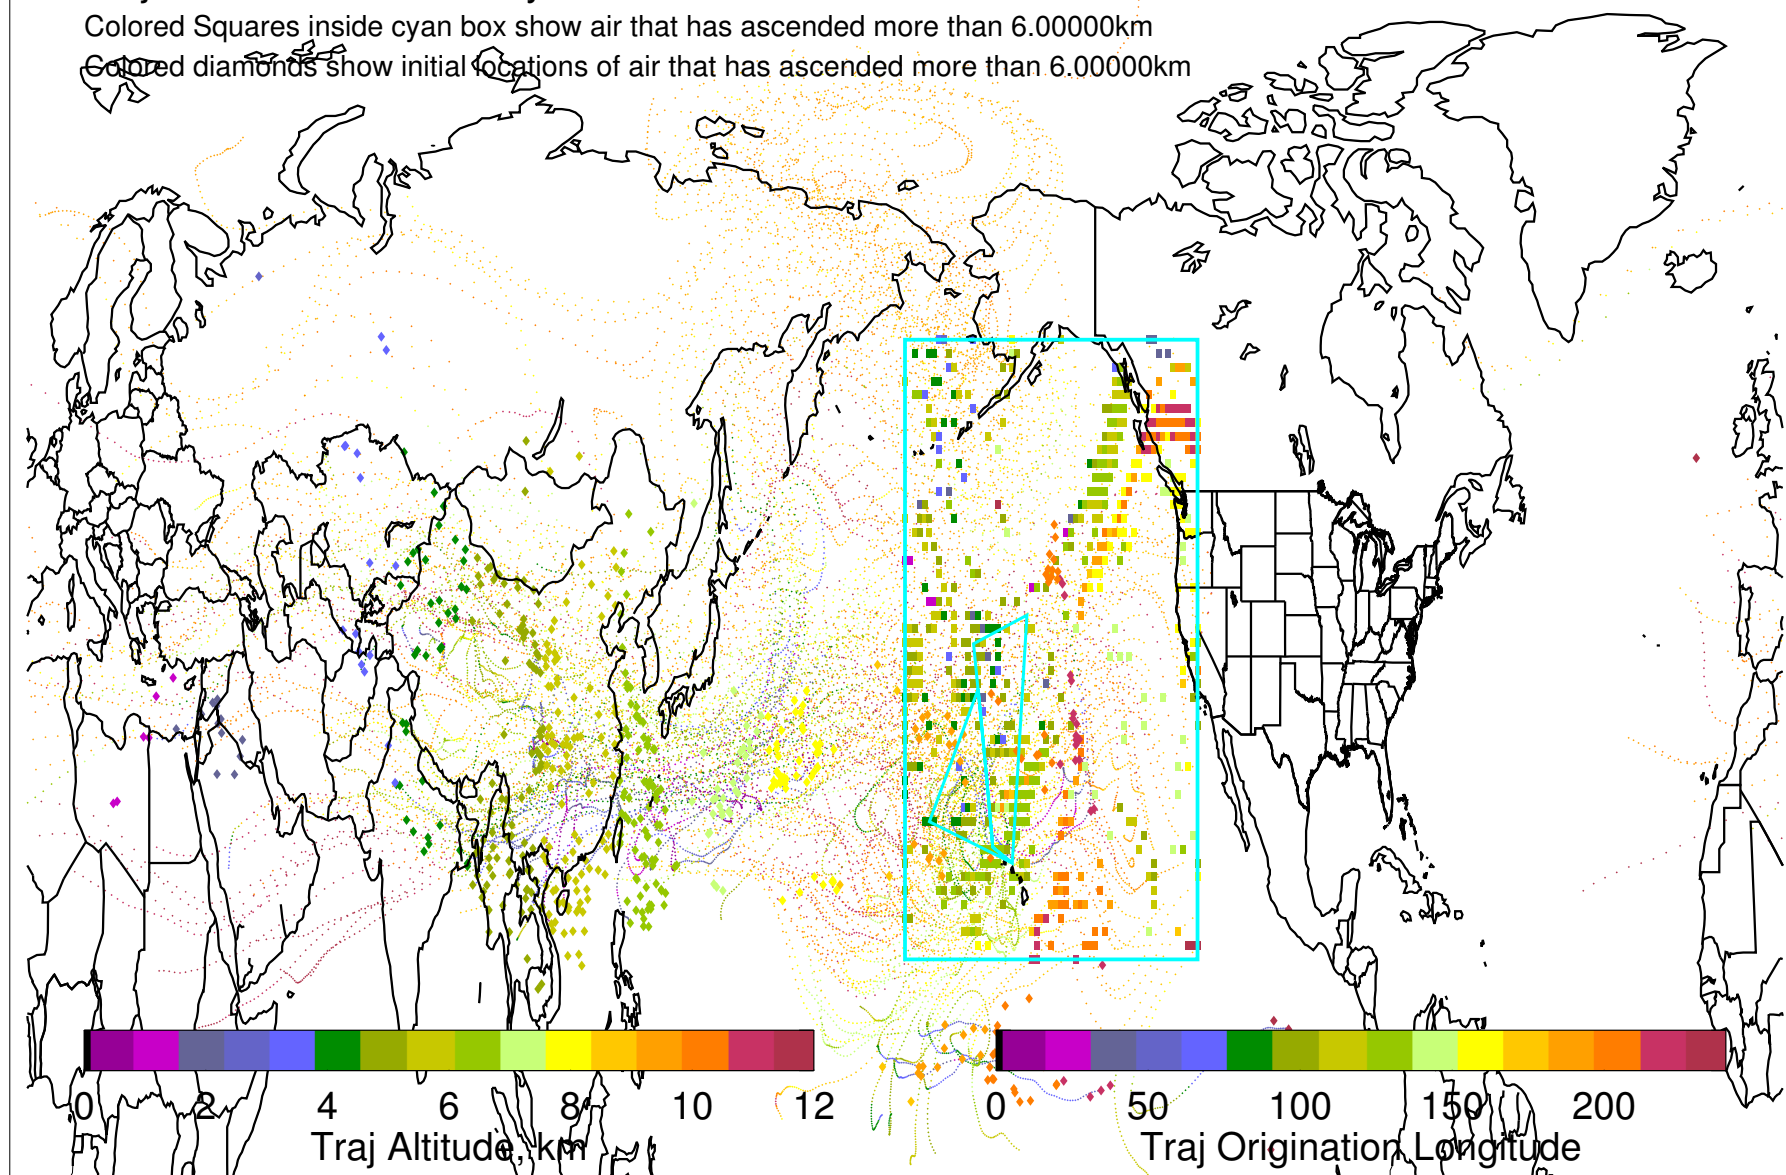 Colored Squares inside cyan box show air that has ascended more than 6.00000km
Colored diamonds show initial locations of air that has ascended more than 6.00000km
0 2 4 6 8 10 12
Traj Altitude, km
0 50 100 150 200
Traj Origination Longitude